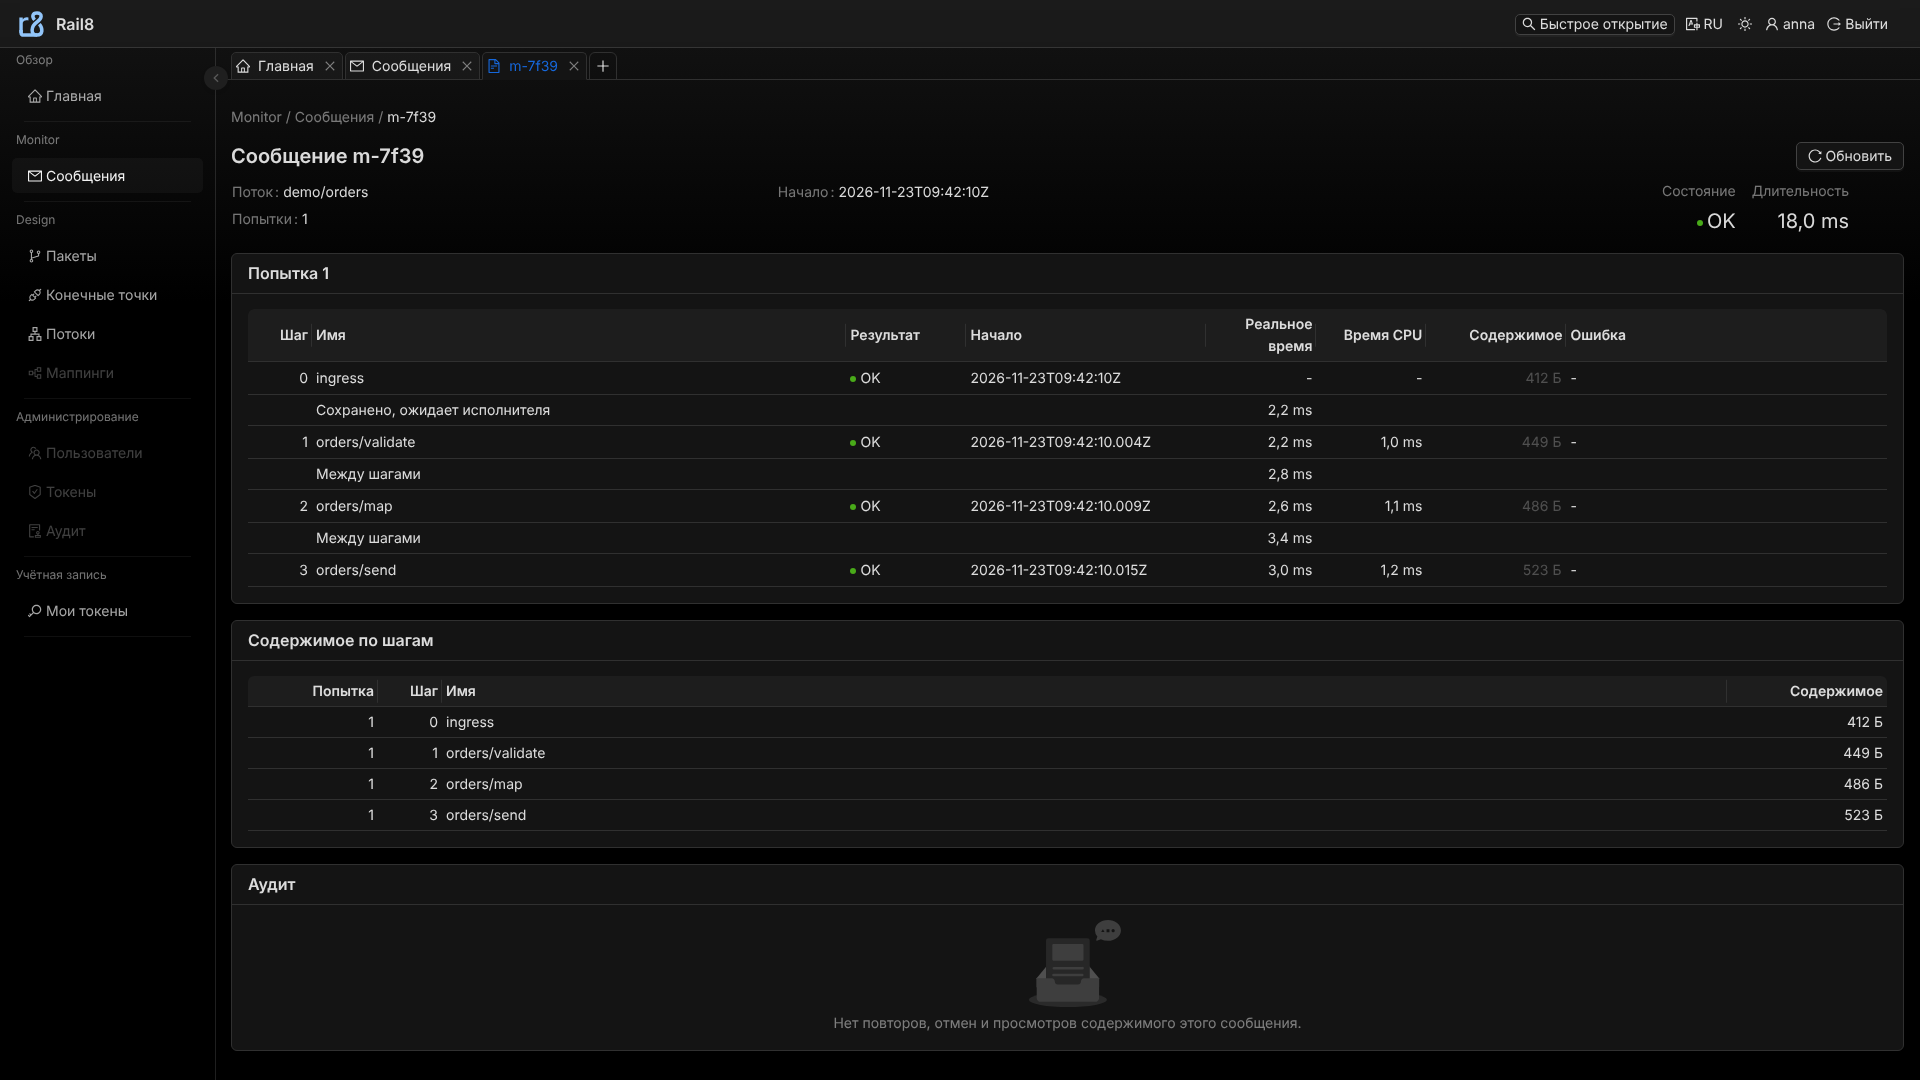 Rail8
Быстрое открытие
RU
anna
Выйти
Обзор
Главная
Monitor
Сообщения
Design
Пакеты
Конечные точки
Потоки
Маппинги
Администрирование
Пользователи
Токены
Аудит
Учётная запись
Мои токены
Главная
Сообщения
m-7f39
Monitor / Сообщения / m-7f39
Сообщение m-7f39
Обновить
Поток: demo/orders
Начало: 2026-11-23T09:42:10Z
Попытки: 1
Состояние
OK
Длительность
18,0 ms
Попытка 1
Шаг Имя Результат Начало Реальное время Время CPU Содержимое Ошибка
0 ingress OK 2026-11-23T09:42:10Z - - 412 Б -
Сохранено, ожидает исполнителя 2,2 ms
1 orders/validate OK 2026-11-23T09:42:10.004Z 2,2 ms 1,0 ms 449 Б -
Между шагами 2,8 ms
2 orders/map OK 2026-11-23T09:42:10.009Z 2,6 ms 1,1 ms 486 Б -
Между шагами 3,4 ms
3 orders/send OK 2026-11-23T09:42:10.015Z 3,0 ms 1,2 ms 523 Б -
Содержимое по шагам
Попытка Шаг Имя Содержимое
1 0 ingress 412 Б
1 1 orders/validate 449 Б
1 2 orders/map 486 Б
1 3 orders/send 523 Б
Аудит
Нет повторов, отмен и просмотров содержимого этого сообщения.